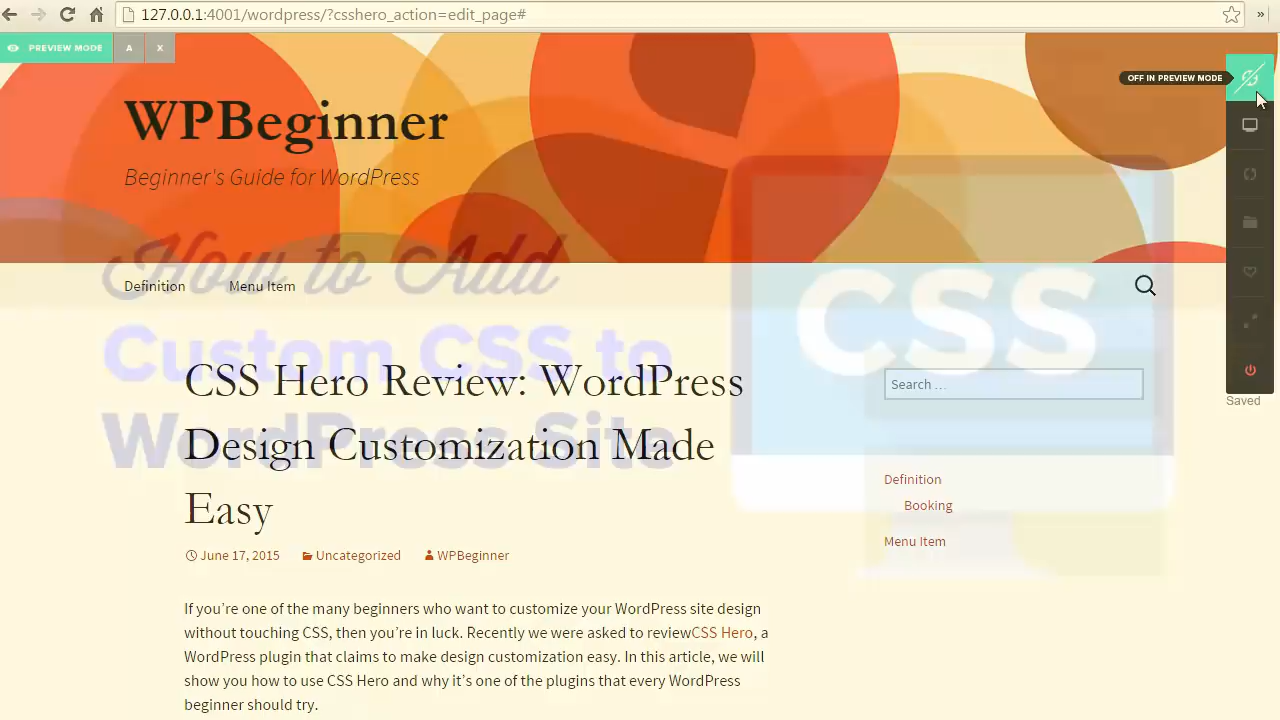 127.0.0.1:4001/wordpress/?csshero_action=edit_page#
»
PREVIEW MODE
A
X
OFF IN PREVIEW MODE
WPBeginner
Beginner's Guide for WordPress
How to Add
Definition
Menu Item
CSS
Custom CSS to
WordPress Site
CSS Hero Review: WordPress
Design Customization Made
Easy
Search ...
Saved
Definition
Booking
Menu Item
June 17, 2015
Uncategorized
WPBeginner
If you're one of the many beginners who want to customize your WordPress site design
without touching CSS, then you're in luck. Recently we were asked to reviewCSS Hero, a
WordPress plugin that claims to make design customization easy. In this article, we will
show you how to use CSS Hero and why it's one of the plugins that every WordPress
beginner should try.